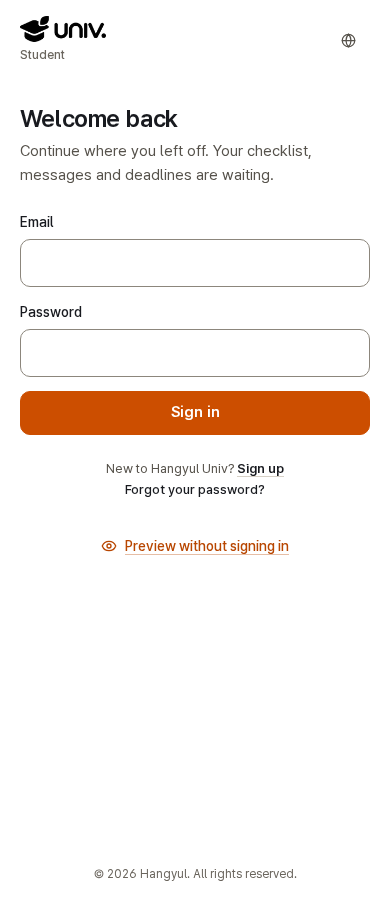 univ.
Student
Welcome back
Continue where you left off. Your checklist,
messages and deadlines are waiting.
Email
Password
Sign in
New to Hangyul Univ? Sign up
Forgot your password?
Preview without signing in
© 2026 Hangyul. All rights reserved.